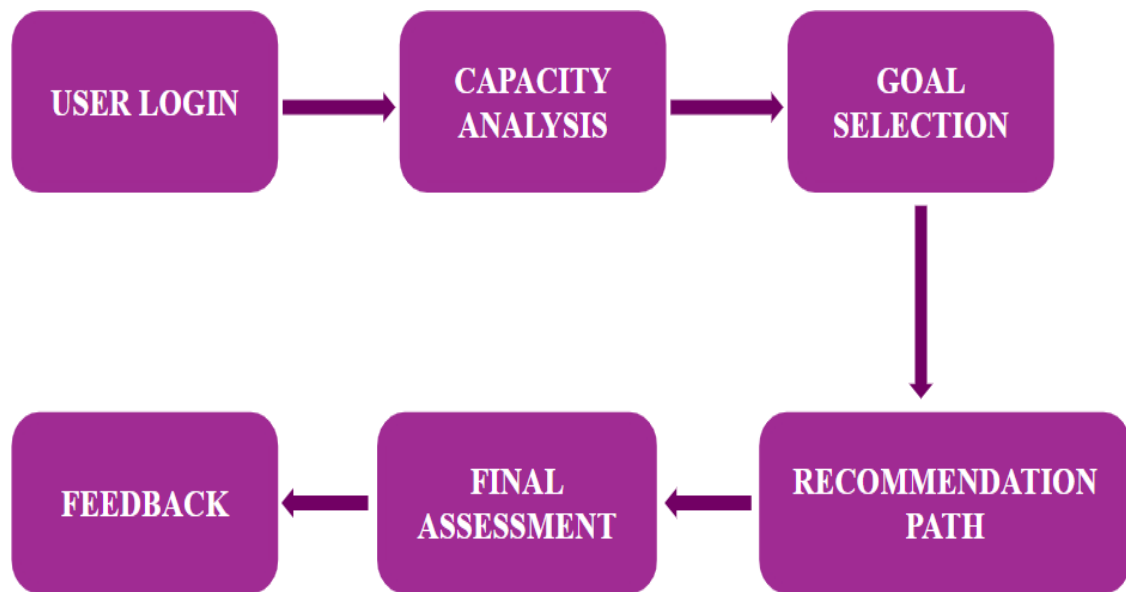 USER LOGIN
CAPACITY
ANALYSIS
GOAL
SELECTION
RECOMMENDATION
PATH
FINAL
ASSESSMENT
FEEDBACK